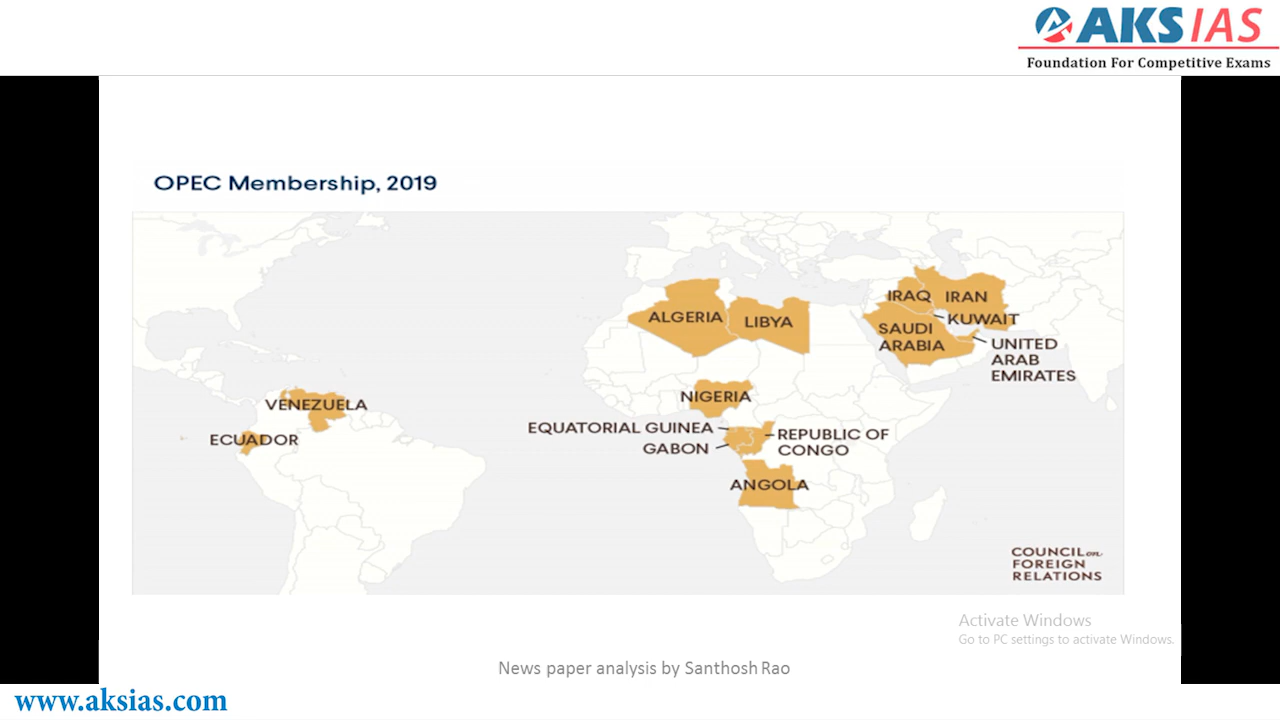 AKS IAS
Foundation For Competitive Exams
OPEC Membership, 2019
ALGERIA
LIBYA
IRAQ
IRAN
KUWAIT
SAUDI
ARABIA
UNITED
ARAB
EMIRATES
VENEZUELA
ECUADOR
NIGERIA
EQUATORIAL GUINEA
GABON
REPUBLIC OF
CONGO
ANGOLA
COUNCIL on
FOREIGN
RELATIONS
Activate Windows
Go to PC settings to activate Windows.
News paper analysis by Santhosh Rao
www.aksias.com